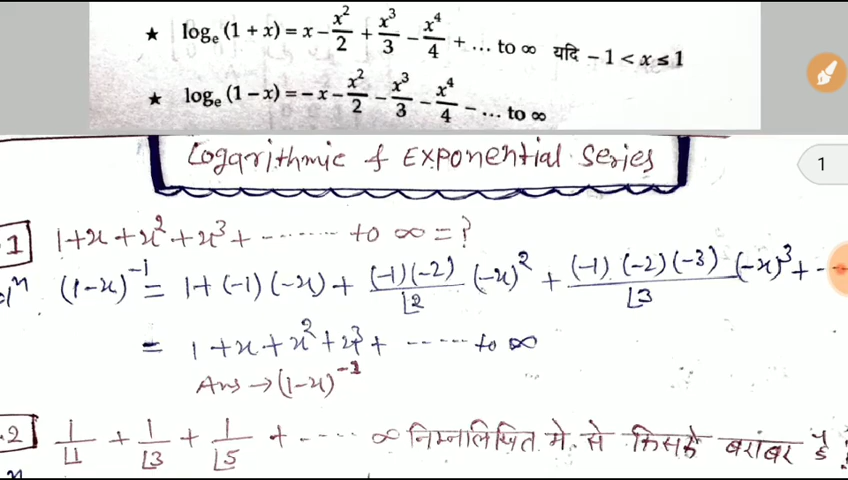 ★ logₑ (1 + x) = x − x²/2 + x³/3 − x⁴/4 + ... to ∞ यदि − 1 < x ≤ 1
★ logₑ (1 − x) = − x − x²/2 − x³/3 − x⁴/4 − ... to ∞
Logarithmic & Exponential Series
1
.1 1+x+x²+x³+ ....... to ∞ = ?
(1-x)⁻¹ = 1+(-1)(-x) + (-1)(-2)/⌊2 (-x)² + (-1)(-2)(-3)/⌊3 (-x)³ + --
= 1+x+x²+x³+ ...... to ∞
Ans → (1-x)⁻¹
.2 1/⌊1 + 1/⌊3 + 1/⌊5 + ..... ∞ निम्नलिखित मे से किसके बराबर है